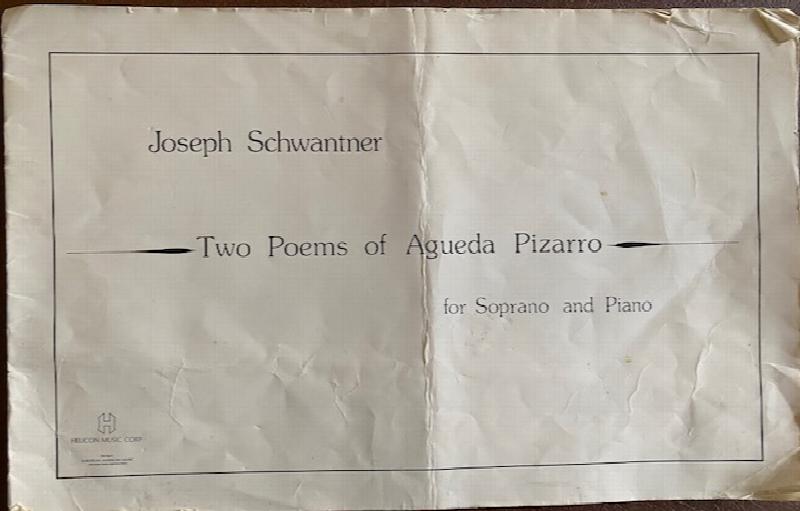 Joseph Schwantner
Two Poems of Agueda Pizarro
for Soprano and Piano
HELICON MUSIC CORP